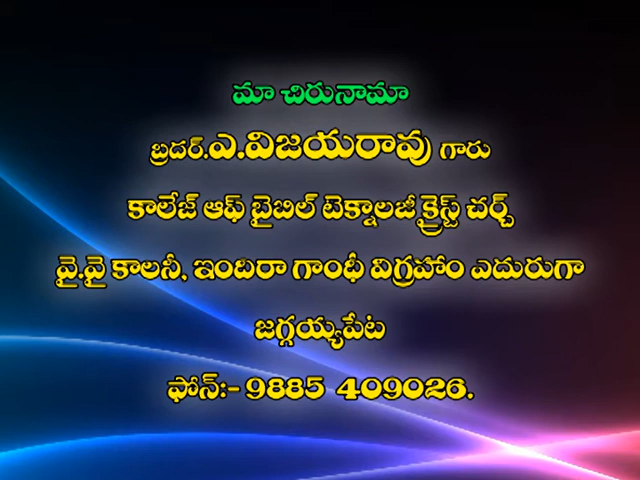 మా చిరునామా
బ్రదర్.ఎ.విజయరావు గారు
కాలేజ్ ఆఫ్ బైబిల్ టెక్నాలజీ క్రైస్ట్ చర్చ్
వై.వై కాలనీ, ఇందిరా గాంధీ విగ్రహాం ఎదురుగా
జగ్గయ్యపేట
ఫోన్:- 9885 409026.